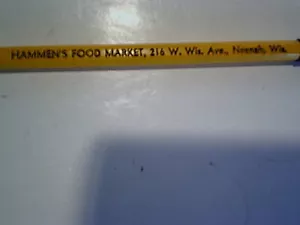 HAMMEN'S FOOD MARKET, 216 W. Wis. Ave., Neenah, Wis.